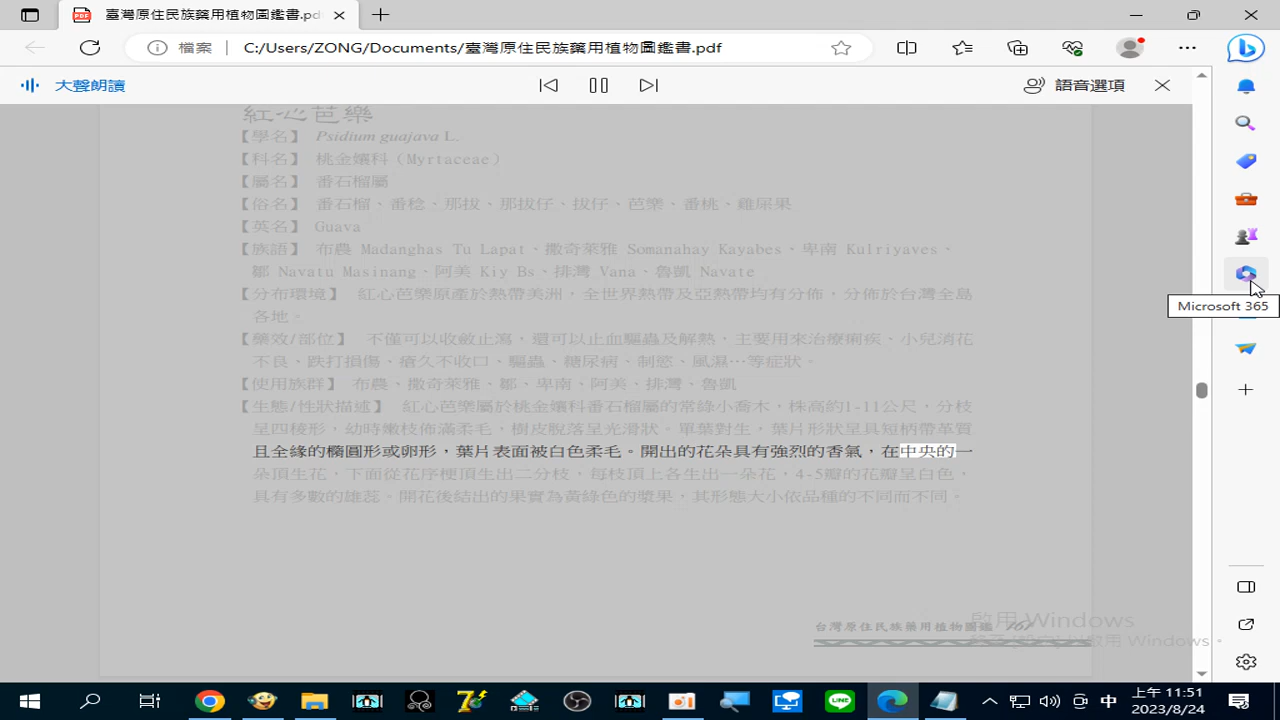 臺灣原住民族藥用植物圖鑑書.pdf
檔案
C:/Users/ZONG/Documents/臺灣原住民族藥用植物圖鑑書.pdf
大聲朗讀
語音選項
紅心芭樂
【學名】 Psidium guajava L.
【科名】 桃金孃科（Myrtaceae）
【屬名】 番石榴屬
【俗名】 番石榴、番稔、那拔、那拔仔、拔仔、芭樂、番桃、雞屎果
【英名】 Guava
【族語】 布農 Madanghas Tu Lapat、撒奇萊雅 Somanahay Kayabes、卑南 Kulriyaves、
鄒 Navatu Masinang、阿美 Kiy Bs、排灣 Vana、魯凱 Navate
【分布環境】 紅心芭樂原產於熱帶美洲，全世界熱帶及亞熱帶均有分佈，分佈於台灣全島
各地。
【藥效/部位】 不僅可以收斂止瀉，還可以止血驅蟲及解熱，主要用來治療痢疾、小兒消花
不良、跌打損傷、瘡久不收口、驅蟲、糖尿病、制慾、風濕…等症狀。
【使用族群】 布農、撒奇萊雅、鄒、卑南、阿美、排灣、魯凱
【生態/性狀描述】 紅心芭樂屬於桃金孃科番石榴屬的常綠小喬木，株高約1-11公尺，分枝
呈四稜形，幼時嫩枝佈滿柔毛，樹皮脫落呈光滑狀。單葉對生，葉片形狀呈具短柄帶革質
且全緣的橢圓形或卵形，葉片表面被白色柔毛。開出的花朵具有強烈的香氣，在中央的一
朵頂生花，下面從花序梗頂生出二分枝，每枝頂上各生出一朵花，4-5瓣的花瓣呈白色，
具有多數的雄蕊。開花後結出的果實為黃綠色的漿果，其形態大小依品種的不同而不同。
台灣原住民族藥用植物圖鑑
啟用 Windows
Microsoft 365
中
上午 11:51
2023/8/24